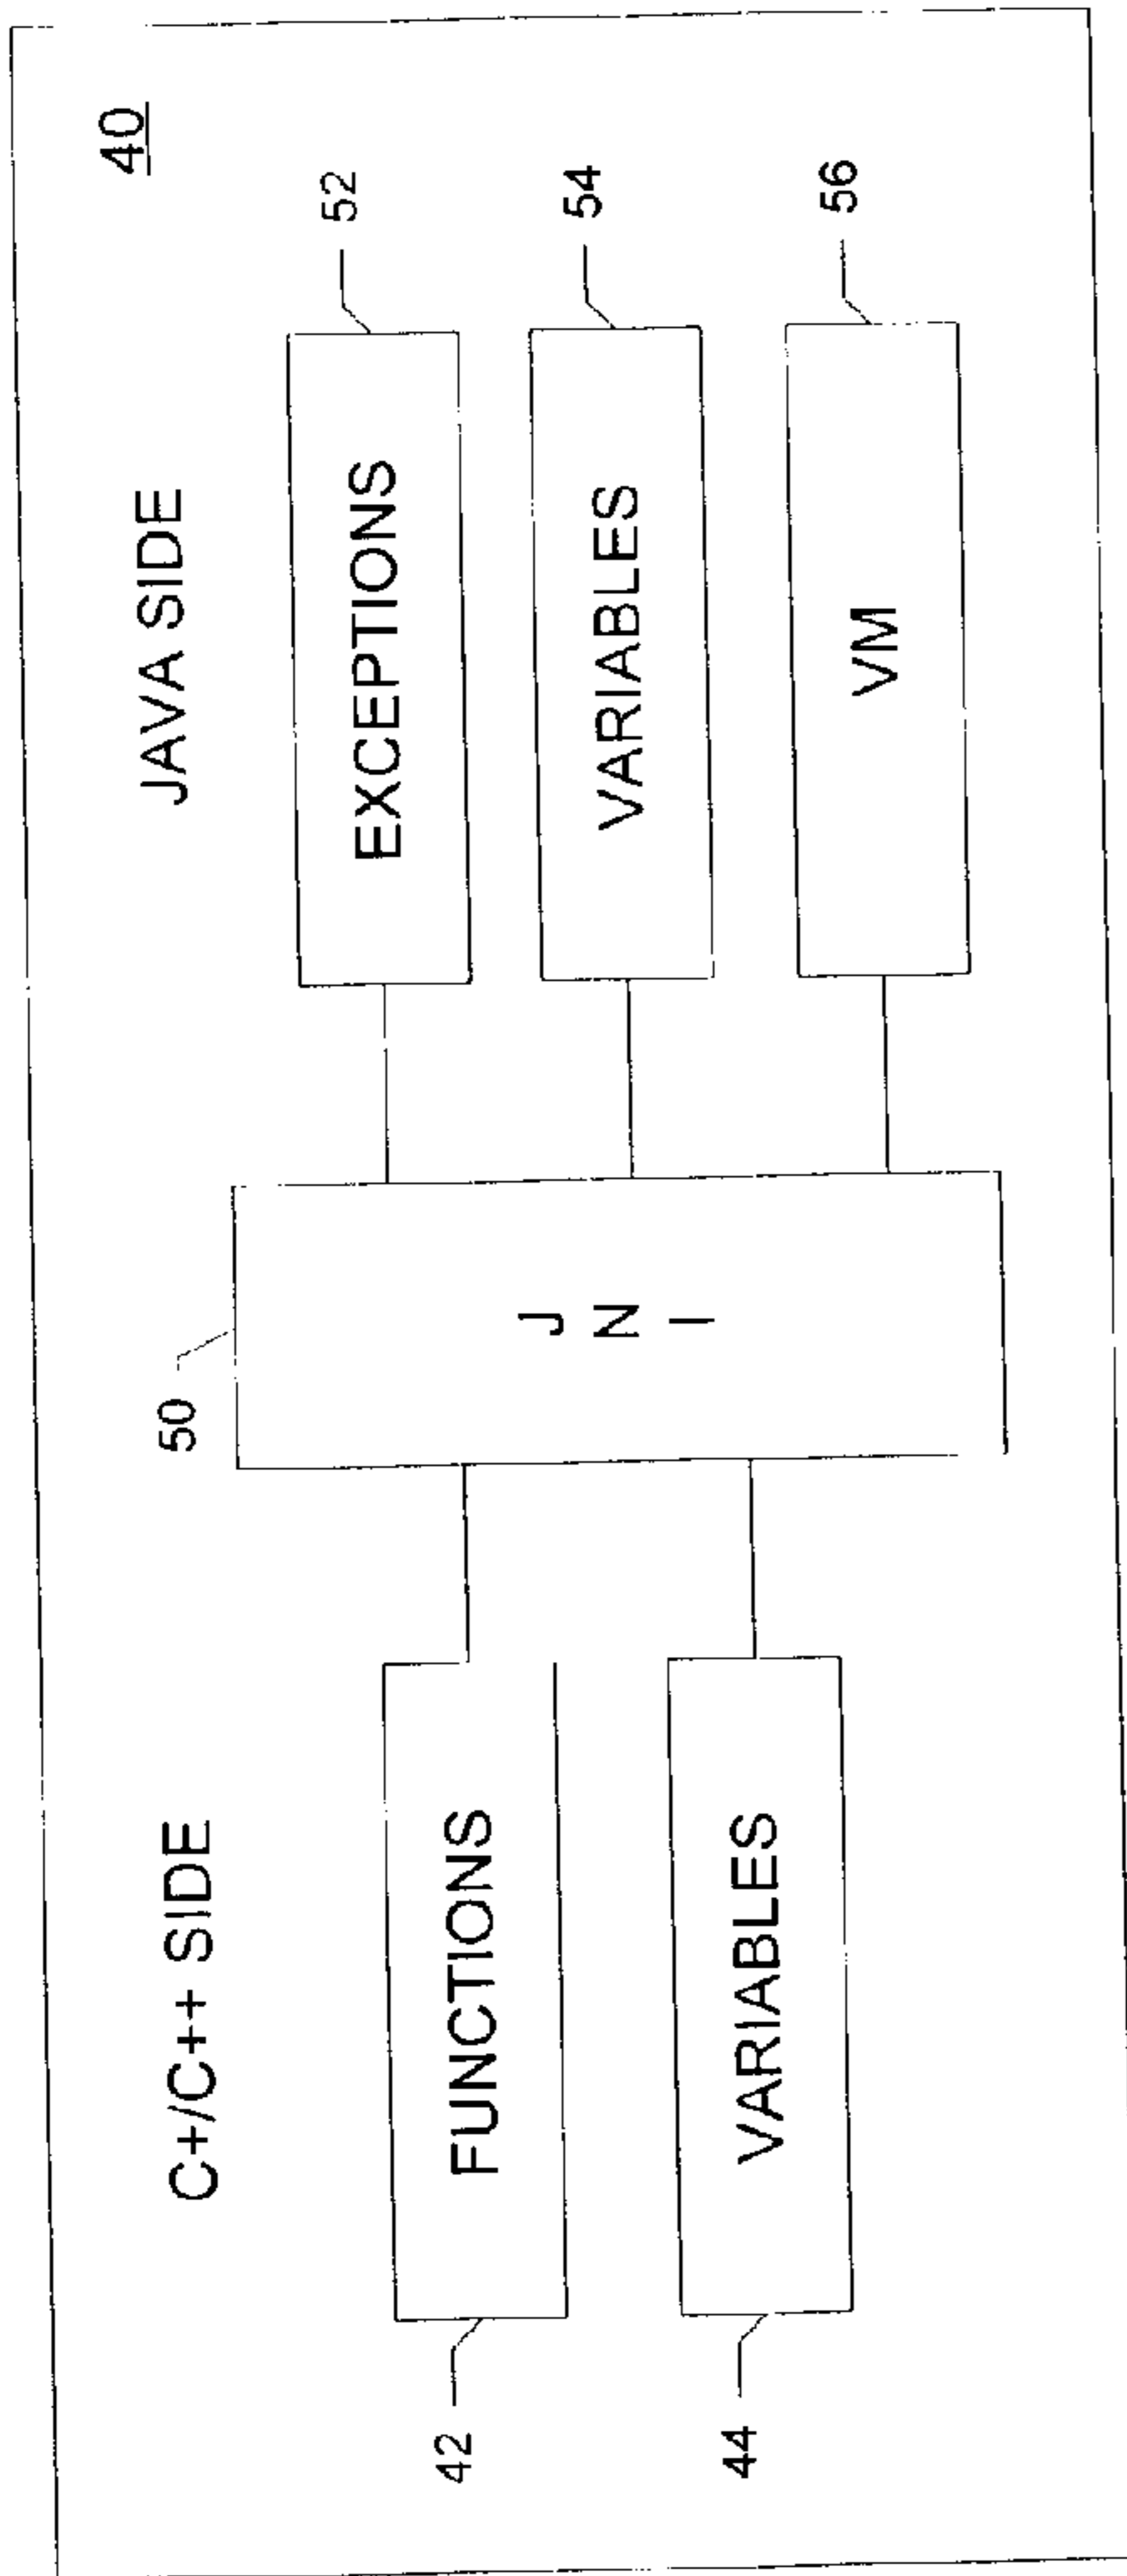 40
C+/C++ SIDE
JAVA SIDE
50
42
FUNCTIONS
44
VARIABLES
J
N
I
EXCEPTIONS
52
VARIABLES
54
VM
56